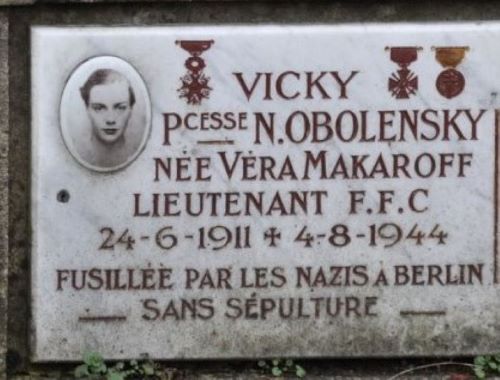 VICKY
PCESSE N. OBOLENSKY
NÉE VÉRA MAKAROFF
LIEUTENANT F.F.C
24-6-1911 ✝ 4-8-1944
FUSILLÉE PAR LES NAZIS A BERLIN
— SANS SÉPULTURE —